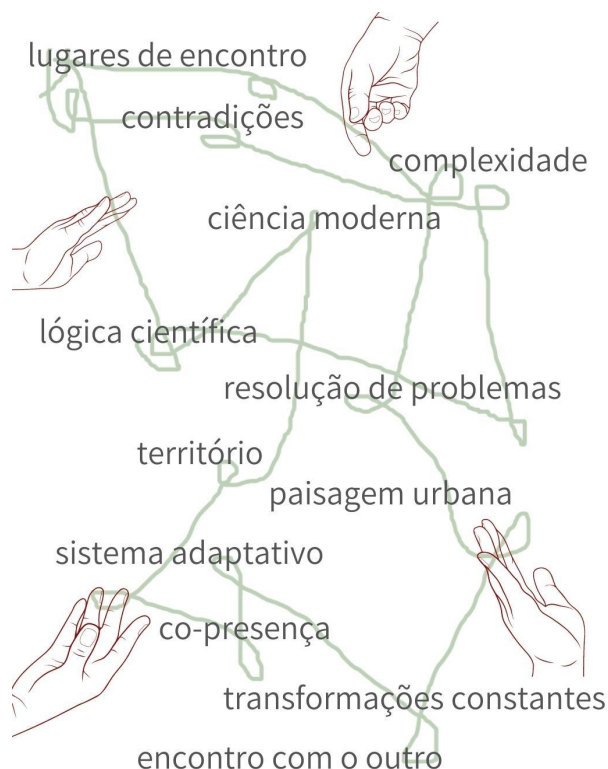 lugares de encontro
contradições
complexidade
ciência moderna
lógica científica
resolução de problemas
território
paisagem urbana
sistema adaptativo
co-presença
transformações constantes
encontro com o outro